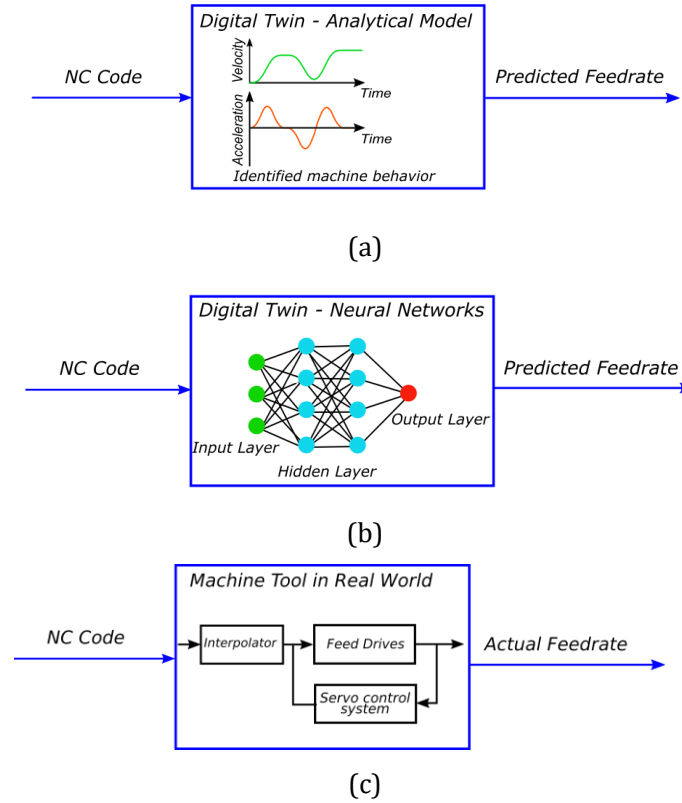 Digital Twin - Analytical Model
NC Code
Velocity
Time
Predicted Feedrate
Acceleration
Time
Identified machine behavior
(a)
Digital Twin - Neural Networks
NC Code
Predicted Feedrate
Output Layer
Input Layer
Hidden Layer
(b)
Machine Tool in Real World
NC Code
Interpolator
Feed Drives
Actual Feedrate
Servo control
system
(c)